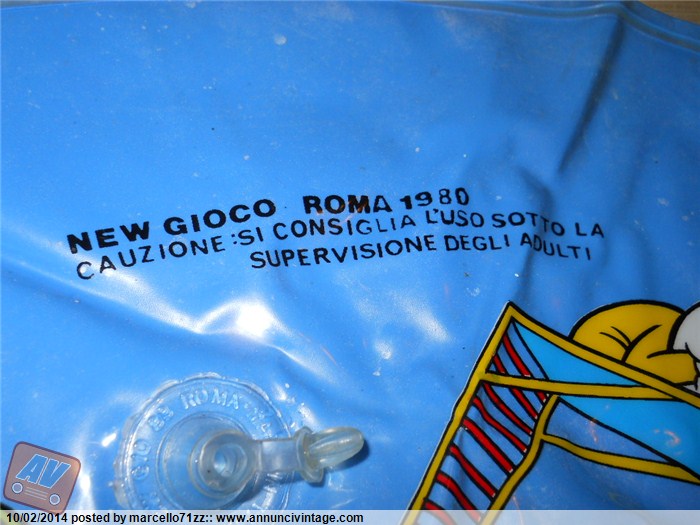 NEW GIOCO ROMA 1980
CAUZIONE:SI CONSIGLIA L'USO SOTTO LA
SUPERVISIONE DEGLI ADULTI
ROMA
AV
10/02/2014 posted by marcello71zz:: www.annuncivintage.com